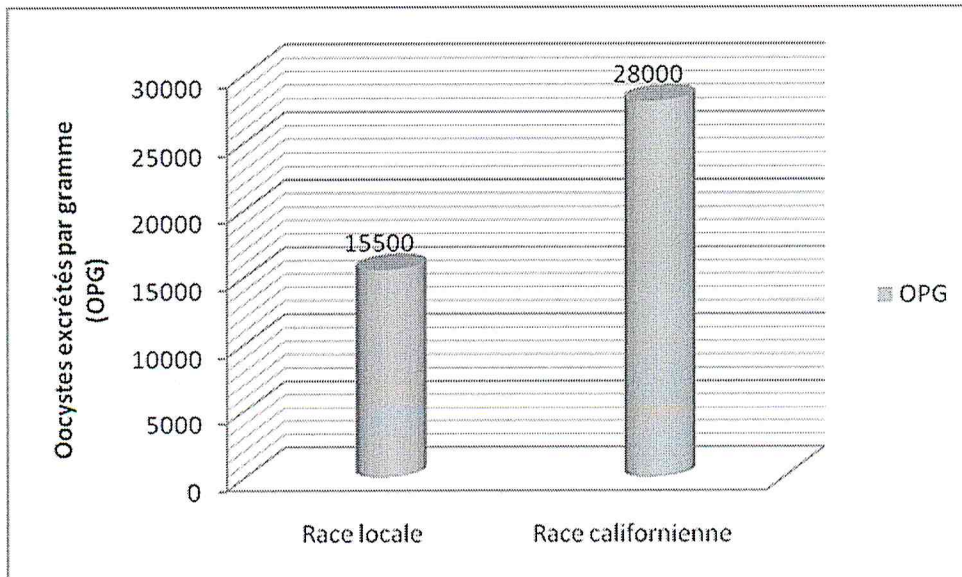 Oocystes excrétés par gramme
(OPG)
30000
25000
20000
15000
10000
5000
0
15500
28000
Race locale
Race californienne
OPG